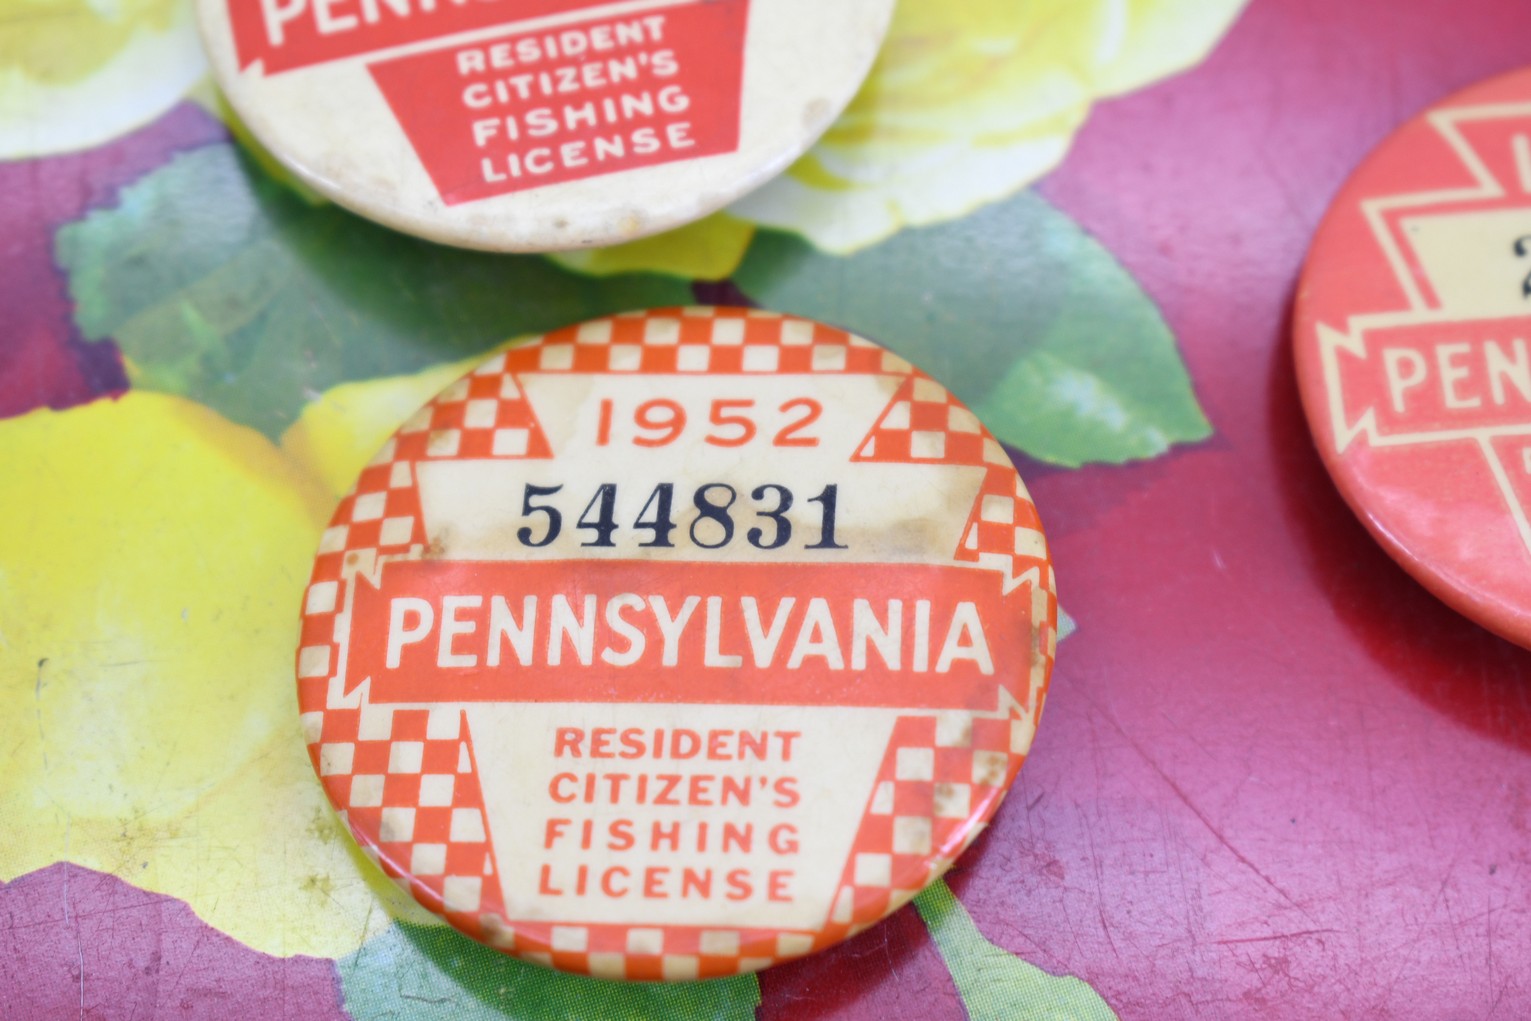 RESIDENT
CITIZEN'S
FISHING
LICENSE
1952
544831
PENNSYLVANIA
RESIDENT
CITIZEN'S
FISHING
LICENSE